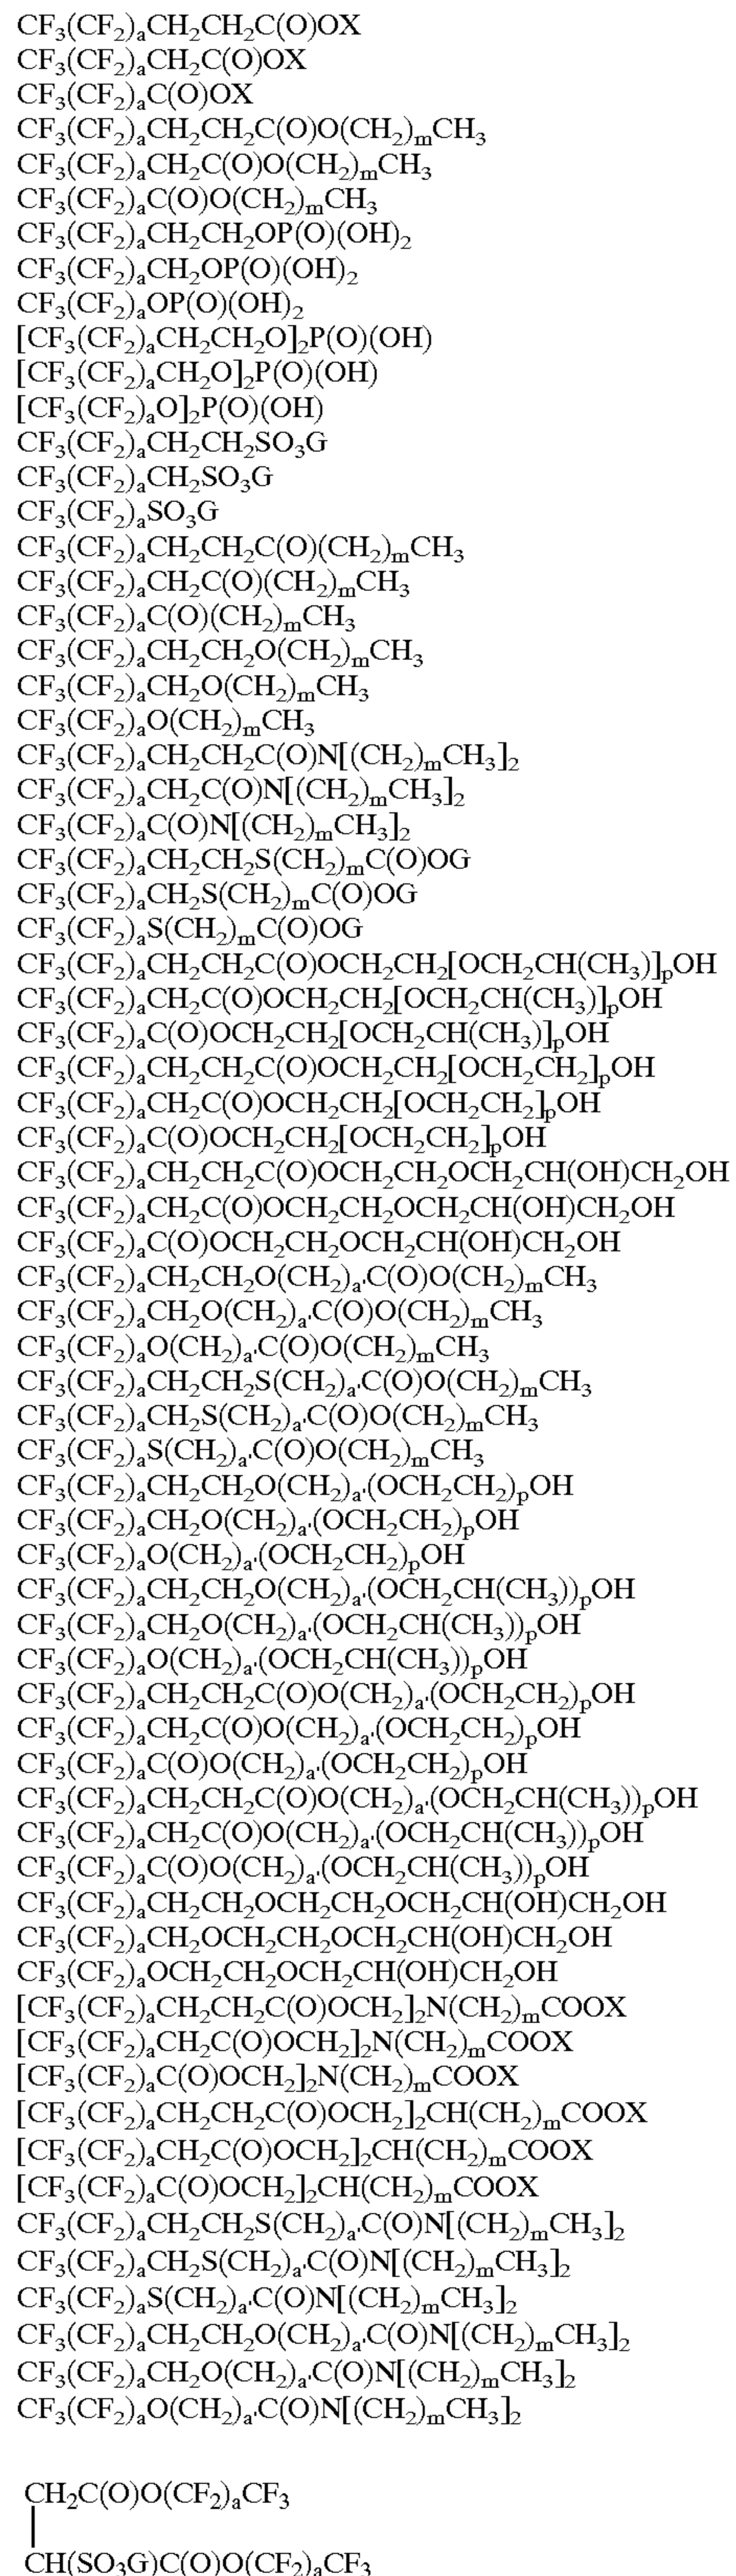 CF₃(CF₂)ₐCH₂CH₂C(O)OX
CF₃(CF₂)ₐCH₂C(O)OX
CF₃(CF₂)ₐC(O)OX
CF₃(CF₂)ₐCH₂CH₂C(O)O(CH₂)ₘCH₃
CF₃(CF₂)ₐCH₂C(O)O(CH₂)ₘCH₃
CF₃(CF₂)ₐC(O)O(CH₂)ₘCH₃
CF₃(CF₂)ₐCH₂CH₂OP(O)(OH)₂
CF₃(CF₂)ₐCH₂OP(O)(OH)₂
CF₃(CF₂)ₐOP(O)(OH)₂
[CF₃(CF₂)ₐCH₂CH₂O]₂P(O)(OH)
[CF₃(CF₂)ₐCH₂O]₂P(O)(OH)
[CF₃(CF₂)ₐO]₂P(O)(OH)
CF₃(CF₂)ₐCH₂CH₂SO₃G
CF₃(CF₂)ₐCH₂SO₃G
CF₃(CF₂)ₐSO₃G
CF₃(CF₂)ₐCH₂CH₂C(O)(CH₂)ₘCH₃
CF₃(CF₂)ₐCH₂C(O)(CH₂)ₘCH₃
CF₃(CF₂)ₐC(O)(CH₂)ₘCH₃
CF₃(CF₂)ₐCH₂CH₂O(CH₂)ₘCH₃
CF₃(CF₂)ₐCH₂O(CH₂)ₘCH₃
CF₃(CF₂)ₐO(CH₂)ₘCH₃
CF₃(CF₂)ₐCH₂CH₂C(O)N[(CH₂)ₘCH₃]₂
CF₃(CF₂)ₐCH₂C(O)N[(CH₂)ₘCH₃]₂
CF₃(CF₂)ₐC(O)N[(CH₂)ₘCH₃]₂
CF₃(CF₂)ₐCH₂CH₂S(CH₂)ₘC(O)OG
CF₃(CF₂)ₐCH₂S(CH₂)ₘC(O)OG
CF₃(CF₂)ₐS(CH₂)ₘC(O)OG
CF₃(CF₂)ₐCH₂CH₂C(O)OCH₂CH₂[OCH₂CH(CH₃)]ₚOH
CF₃(CF₂)ₐCH₂C(O)OCH₂CH₂[OCH₂CH(CH₃)]ₚOH
CF₃(CF₂)ₐC(O)OCH₂CH₂[OCH₂CH(CH₃)]ₚOH
CF₃(CF₂)ₐCH₂CH₂C(O)OCH₂CH₂[OCH₂CH₂]ₚOH
CF₃(CF₂)ₐCH₂C(O)OCH₂CH₂[OCH₂CH₂]ₚOH
CF₃(CF₂)ₐC(O)OCH₂CH₂[OCH₂CH₂]ₚOH
CF₃(CF₂)ₐCH₂CH₂C(O)OCH₂CH₂OCH₂CH(OH)CH₂OH
CF₃(CF₂)ₐCH₂C(O)OCH₂CH₂OCH₂CH(OH)CH₂OH
CF₃(CF₂)ₐC(O)OCH₂CH₂OCH₂CH(OH)CH₂OH
CF₃(CF₂)ₐCH₂CH₂O(CH₂)ₐ'C(O)O(CH₂)ₘCH₃
CF₃(CF₂)ₐCH₂O(CH₂)ₐ'C(O)O(CH₂)ₘCH₃
CF₃(CF₂)ₐO(CH₂)ₐ'C(O)O(CH₂)ₘCH₃
CF₃(CF₂)ₐCH₂CH₂S(CH₂)ₐ'C(O)O(CH₂)ₘCH₃
CF₃(CF₂)ₐCH₂S(CH₂)ₐ'C(O)O(CH₂)ₘCH₃
CF₃(CF₂)ₐS(CH₂)ₐ'C(O)O(CH₂)ₘCH₃
CF₃(CF₂)ₐCH₂CH₂O(CH₂)ₐ'(OCH₂CH₂)ₚOH
CF₃(CF₂)ₐCH₂O(CH₂)ₐ'(OCH₂CH₂)ₚOH
CF₃(CF₂)ₐO(CH₂)ₐ'(OCH₂CH₂)ₚOH
CF₃(CF₂)ₐCH₂CH₂O(CH₂)ₐ'(OCH₂CH(CH₃))ₚOH
CF₃(CF₂)ₐCH₂O(CH₂)ₐ'(OCH₂CH(CH₃))ₚOH
CF₃(CF₂)ₐO(CH₂)ₐ'(OCH₂CH(CH₃))ₚOH
CF₃(CF₂)ₐCH₂CH₂C(O)O(CH₂)ₐ'(OCH₂CH₂)ₚOH
CF₃(CF₂)ₐCH₂C(O)O(CH₂)ₐ'(OCH₂CH₂)ₚOH
CF₃(CF₂)ₐC(O)O(CH₂)ₐ'(OCH₂CH₂)ₚOH
CF₃(CF₂)ₐCH₂CH₂C(O)O(CH₂)ₐ'(OCH₂CH(CH₃))ₚOH
CF₃(CF₂)ₐCH₂C(O)O(CH₂)ₐ'(OCH₂CH(CH₃))ₚOH
CF₃(CF₂)ₐC(O)O(CH₂)ₐ'(OCH₂CH(CH₃))ₚOH
CF₃(CF₂)ₐCH₂CH₂OCH₂CH₂OCH₂CH(OH)CH₂OH
CF₃(CF₂)ₐCH₂OCH₂CH₂OCH₂CH(OH)CH₂OH
CF₃(CF₂)ₐOCH₂CH₂OCH₂CH(OH)CH₂OH
[CF₃(CF₂)ₐCH₂CH₂C(O)OCH₂]₂N(CH₂)ₘCOOX
[CF₃(CF₂)ₐCH₂C(O)OCH₂]₂N(CH₂)ₘCOOX
[CF₃(CF₂)ₐC(O)OCH₂]₂N(CH₂)ₘCOOX
[CF₃(CF₂)ₐCH₂CH₂C(O)OCH₂]₂CH(CH₂)ₘCOOX
[CF₃(CF₂)ₐCH₂C(O)OCH₂]₂CH(CH₂)ₘCOOX
[CF₃(CF₂)ₐC(O)OCH₂]₂CH(CH₂)ₘCOOX
CF₃(CF₂)ₐCH₂CH₂S(CH₂)ₐ'C(O)N[(CH₂)ₘCH₃]₂
CF₃(CF₂)ₐCH₂S(CH₂)ₐ'C(O)N[(CH₂)ₘCH₃]₂
CF₃(CF₂)ₐS(CH₂)ₐ'C(O)N[(CH₂)ₘCH₃]₂
CF₃(CF₂)ₐCH₂CH₂O(CH₂)ₐ'C(O)N[(CH₂)ₘCH₃]₂
CF₃(CF₂)ₐCH₂O(CH₂)ₐ'C(O)N[(CH₂)ₘCH₃]₂
CF₃(CF₂)ₐO(CH₂)ₐ'C(O)N[(CH₂)ₘCH₃]₂
CH₂C(O)O(CF₂)ₐCF₃
CH(SO₃G)C(O)O(CF₂)ₐCF₃